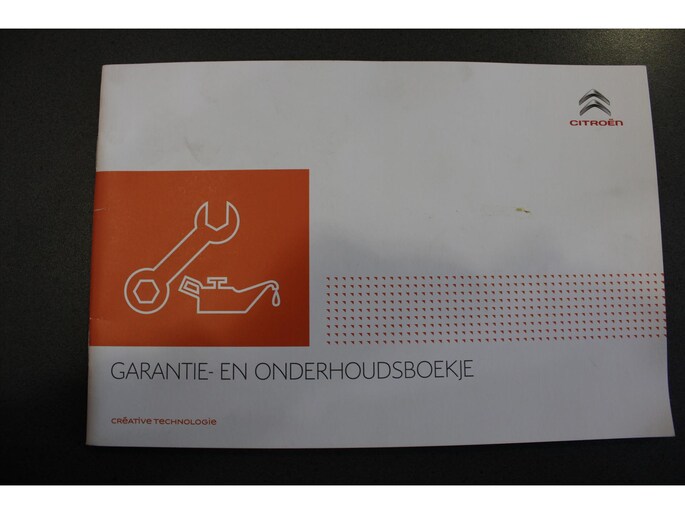 CITROËN
GARANTIE- EN ONDERHOUDSBOEKJE
CRÉATIVE TECHNOLOGIE